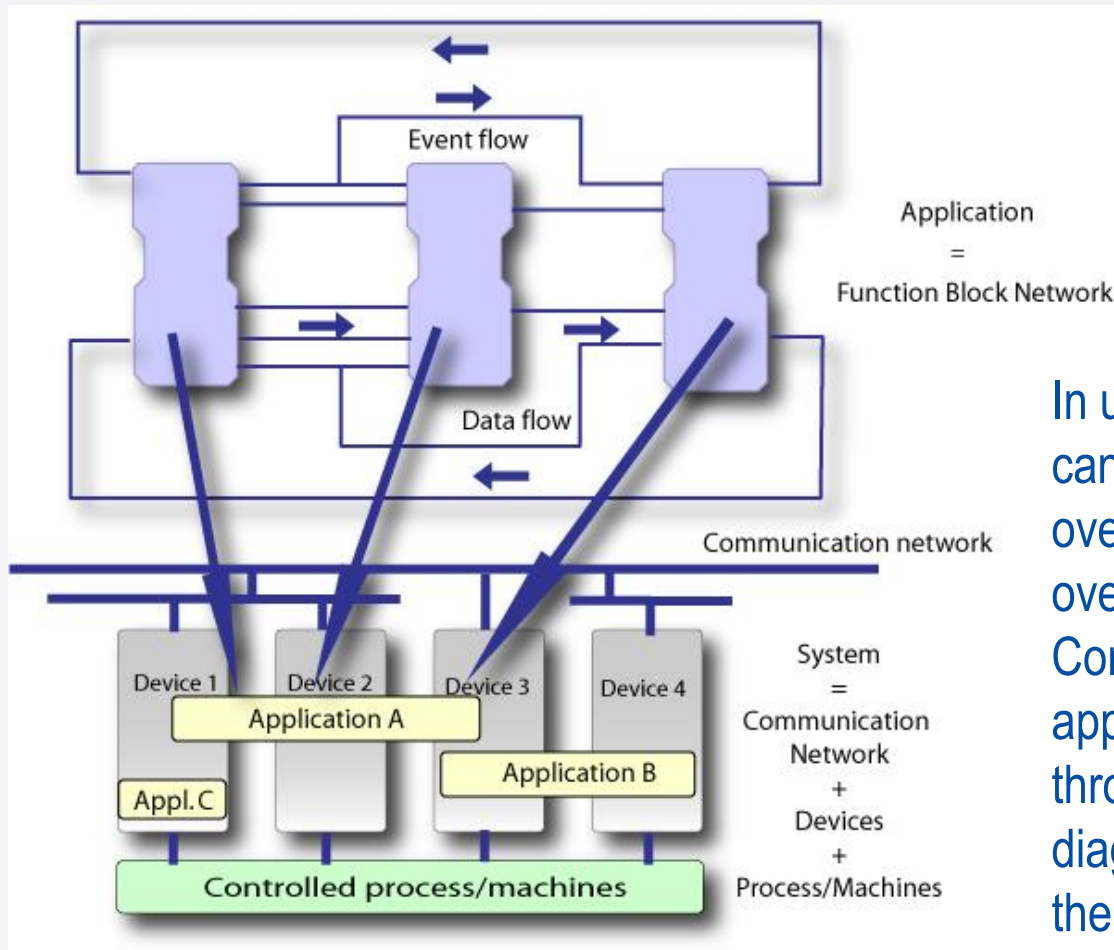 Event flow
Application
=
Function Block Network
Data flow
In u
can
ove
ove
Cor
app
thro
diag
the
Communication network
Device 1
Device 2
Device 3
Device 4
Application A
Application B
Appl. C
System
=
Communication
Network
+
Devices
+
Process/Machines
Controlled process/machines